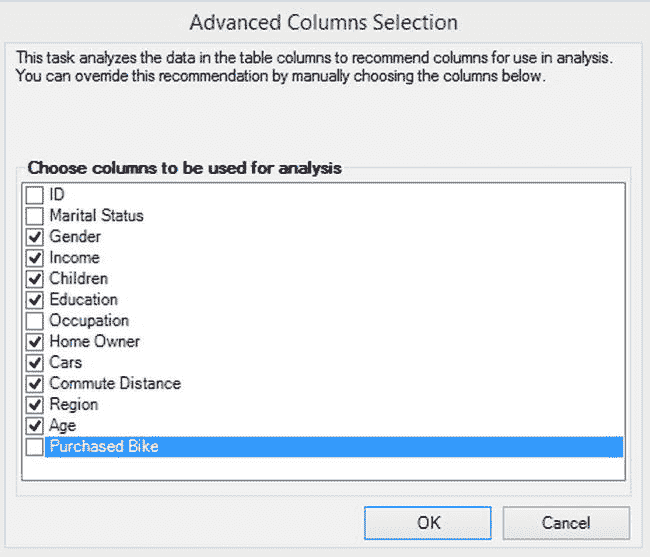 Advanced Columns Selection
This task analyzes the data in the table columns to recommend columns for use in analysis.
You can override this recommendation by manually choosing the columns below.
Choose columns to be used for analysis
ID
Marital Status
Gender
Income
Children
Education
Occupation
Home Owner
Cars
Commute Distance
Region
Age
Purchased Bike
OK
Cancel